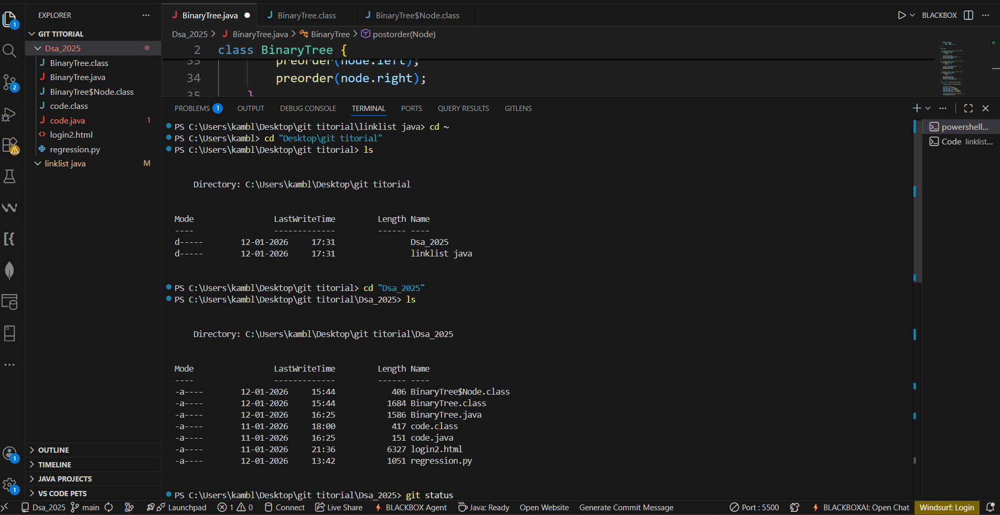 EXPLORER
GIT TITORIAL
Dsa_2025
BinaryTree.class
BinaryTree.java
BinaryTree$Node.class
code.class
code.java 1
login2.html
regression.py
linklist java M
OUTLINE
TIMELINE
JAVA PROJECTS
VS CODE PETS
1
2
1
1
BinaryTree.java
BinaryTree.class
BinaryTree$Node.class
BLACKBOX
Dsa_2025 > BinaryTree.java > BinaryTree > postorder(Node)
2 class BinaryTree {
33 preorder(node.left);
34 preorder(node.right);
35 }
PROBLEMS 1 OUTPUT DEBUG CONSOLE TERMINAL PORTS QUERY RESULTS GITLENS
powershell...
Code linklist...
PS C:\Users\kambl\Desktop\git titorial\linklist java> cd ~
PS C:\Users\kambl> cd "Desktop\git titorial"
PS C:\Users\kambl\Desktop\git titorial> ls
Directory: C:\Users\kambl\Desktop\git titorial
Mode LastWriteTime Length Name
---- ------------- ------ ----
d----- 12-01-2026 17:31 Dsa_2025
d----- 12-01-2026 17:31 linklist java
PS C:\Users\kambl\Desktop\git titorial> cd "Dsa_2025"
PS C:\Users\kambl\Desktop\git titorial\Dsa_2025> ls
Directory: C:\Users\kambl\Desktop\git titorial\Dsa_2025
Mode LastWriteTime Length Name
---- ------------- ------ ----
-a---- 12-01-2026 15:44 406 BinaryTree$Node.class
-a---- 12-01-2026 15:44 1684 BinaryTree.class
-a---- 12-01-2026 16:25 1586 BinaryTree.java
-a---- 11-01-2026 18:00 417 code.class
-a---- 11-01-2026 16:25 151 code.java
-a---- 11-01-2026 21:36 6327 login2.html
-a---- 12-01-2026 13:42 1051 regression.py
PS C:\Users\kambl\Desktop\git titorial\Dsa_2025> git status
Dsa_2025 main Launchpad 1 0 Connect Live Share BLACKBOX Agent Java: Ready Open Website Generate Commit Message Port : 5500 BLACKBOXAI: Open Chat Windsurf: Login